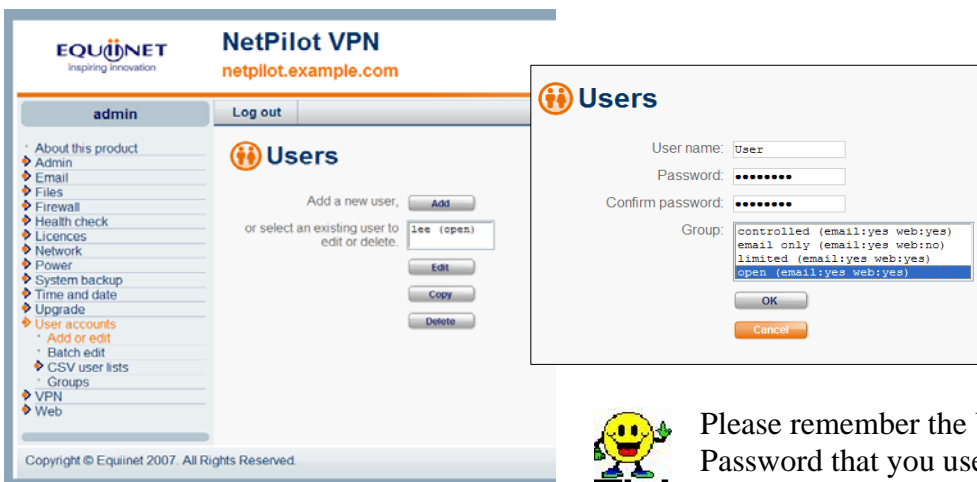 EQUiiNET
inspiring innovation
NetPilot VPN
netpilot.example.com
admin
Log out
About this product
Admin
Email
Files
Firewall
Health check
Licences
Network
Power
System backup
Time and date
Upgrade
User accounts
Add or edit
Batch edit
CSV user lists
Groups
VPN
Web
Users
Add a new user,
Add
or select an existing user to
edit or delete.
lee (open)
Edit
Copy
Delete
Copyright © Equiinet 2007. All Rights Reserved.
Users
User name: User
Password: ••••••••
Confirm password: ••••••••
Group:
controlled (email:yes web:yes)
email only (email:yes web:no)
limited (email:yes web:yes)
open (email:yes web:yes)
OK
Cancel
Please remember the
Password that you